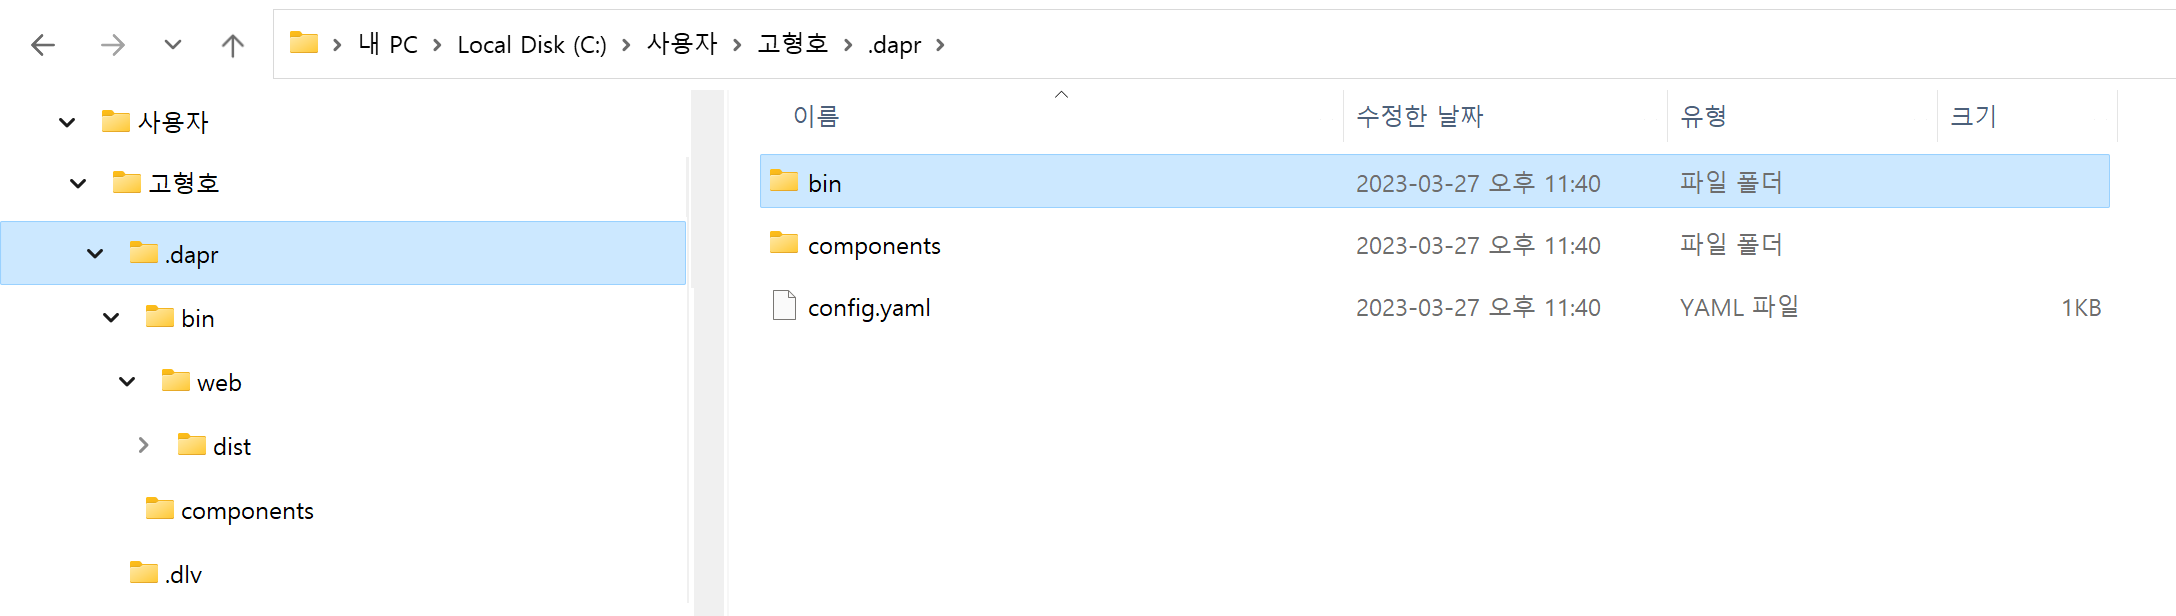 내 PC Local Disk (C:) 사용자 고형호 .dapr
사용자
고형호
.dapr
bin
web
dist
components
.dlv
이름 수정한 날짜 유형 크기
bin 2023-03-27 오후 11:40 파일 폴더
components 2023-03-27 오후 11:40 파일 폴더
config.yaml 2023-03-27 오후 11:40 YAML 파일 1KB